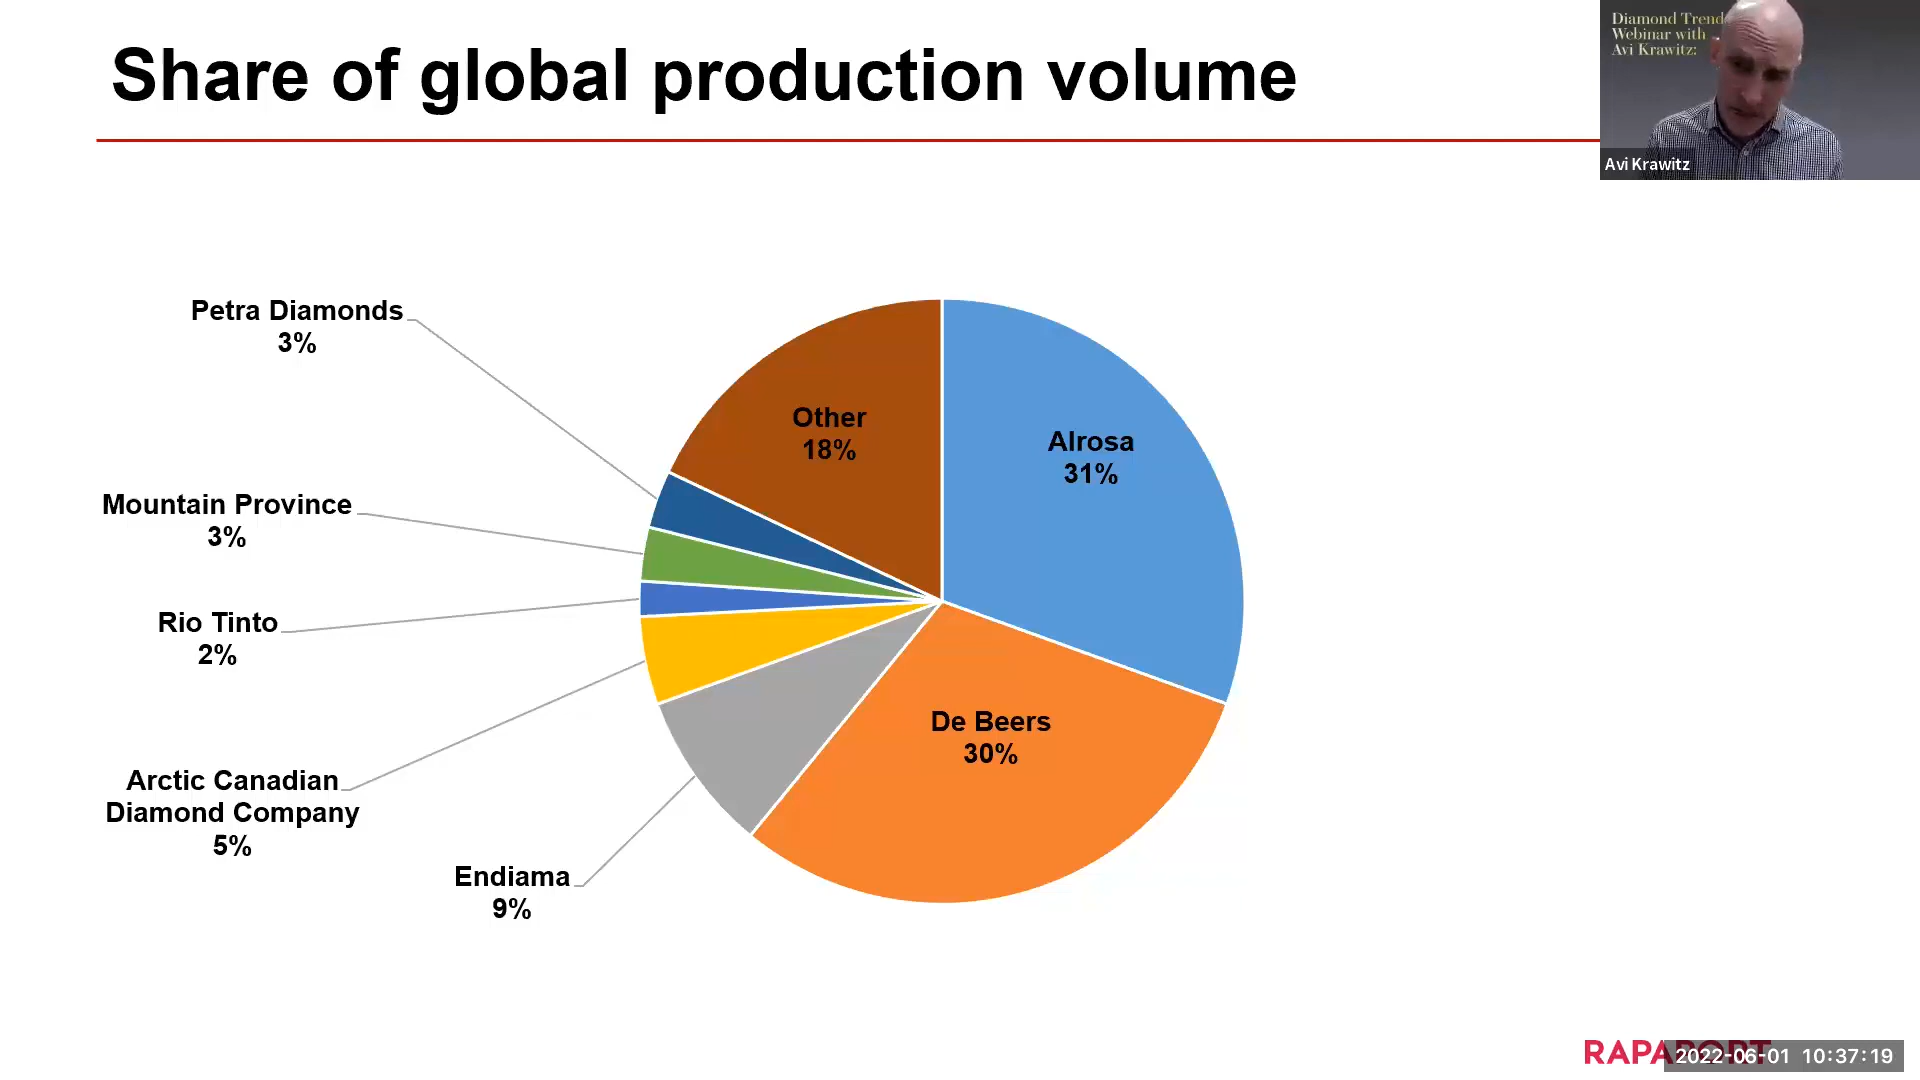 Share of global production volume
Diamond Trend
Webinar with
Avi Krawitz:
Avi Krawitz
Petra Diamonds
3%
Other
18%
Alrosa
31%
Mountain Province
3%
Rio Tinto
2%
De Beers
30%
Arctic Canadian
Diamond Company
5%
Endiama
9%
RAPAPORT
2022-06-01 10:37:19